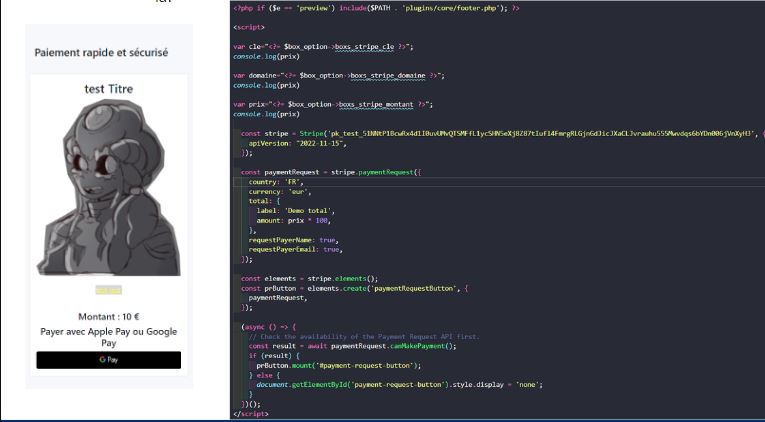 Paiement rapide et sécurisé
test Titre
Montant : 10 €
Payer avec Apple Pay ou Google
Pay
G Pay
<?php if ($e == 'preview') include($PATH . 'plugins/core/footer.php'); ?>
<script>
var cle="<?= $box_option->boxs_stripe_cle ?>";
console.log(prix)
var domaine="<?= $box_option->boxs_stripe_domaine ?>";
console.log(prix)
var prix="<?= $box_option->boxs_stripe_montant ?>";
console.log(prix)
const stripe = Stripe(
apiVersion: "2022-11-15",
});
const paymentRequest = stripe.paymentRequest({
country: 'FR',
currency: 'eur',
total: {
label: 'Demo total',
amount: prix * 100,
},
requestPayerName: true,
requestPayerEmail: true,
});
const elements = stripe.elements();
const prButton = elements.create('paymentRequestButton', {
paymentRequest,
});
(async () => {
// Check the availability of the Payment Request API first.
const result = await paymentRequest.canMakePayment();
if (result) {
prButton.mount('#payment-request-button');
} else {
document.getElementById('payment-request-button').style.display = 'none';
}
})();
</script>